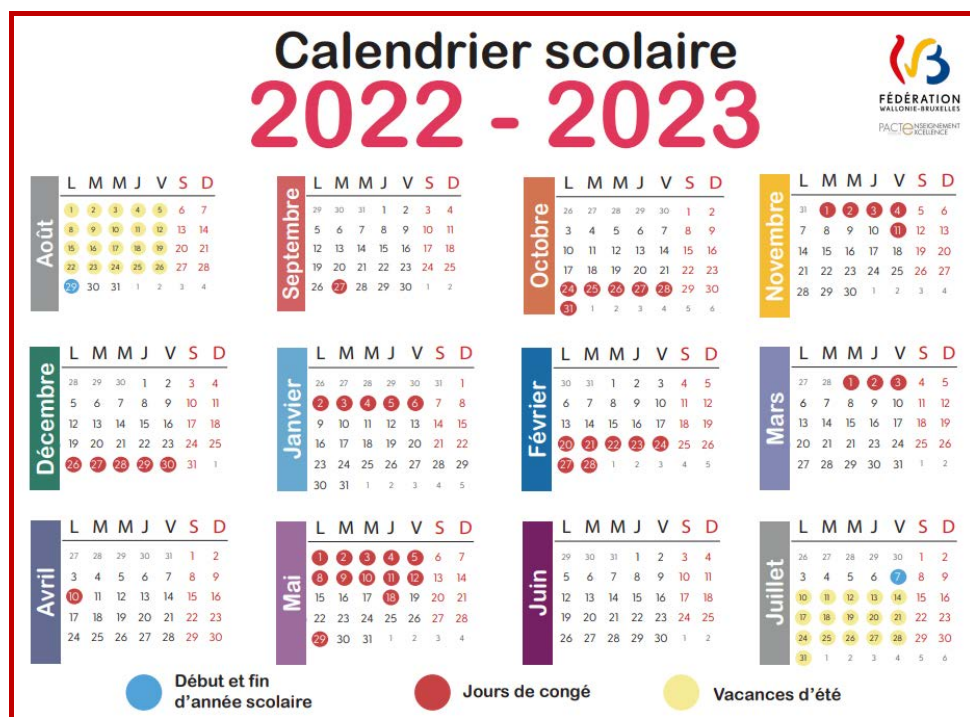 Calendrier scolaire
2022 - 2023
FÉDÉRATION
WALLONIE-BRUXELLES
PACTeNSEIGNEMENT
XCELLENCE
Août
L M M J V S D
1 2 3 4 5 6 7
8 9 10 11 12 13 14
15 16 17 18 19 20 21
22 23 24 25 26 27 28
29 30 31 1 2 3 4
Septembre
L M M J V S D
29 30 31 1 2 3 4
5 6 7 8 9 10 11
12 13 14 15 16 17 18
19 20 21 22 23 24 25
26 27 28 29 30 1 2
Octobre
L M M J V S D
26 27 28 29 30 1 2
3 4 5 6 7 8 9
10 11 12 13 14 15 16
17 18 19 20 21 22 23
24 25 26 27 28 29 30
31 1 2 3 4 5 6
Novembre
L M M J V S D
31 1 2 3 4 5 6
7 8 9 10 11 12 13
14 15 16 17 18 19 20
21 22 23 24 25 26 27
28 29 30 1 2 3 4
Décembre
L M M J V S D
28 29 30 1 2 3 4
5 6 7 8 9 10 11
12 13 14 15 16 17 18
19 20 21 22 23 24 25
26 27 28 29 30 31 1
Janvier
L M M J V S D
26 27 28 29 30 31 1
2 3 4 5 6 7 8
9 10 11 12 13 14 15
16 17 18 19 20 21 22
23 24 25 26 27 28 29
30 31 1 2 3 4 5
Février
L M M J V S D
30 31 1 2 3 4 5
6 7 8 9 10 11 12
13 14 15 16 17 18 19
20 21 22 23 24 25 26
27 28 1 2 3 4 5
Mars
L M M J V S D
27 28 1 2 3 4 5
6 7 8 9 10 11 12
13 14 15 16 17 18 19
20 21 22 23 24 25 26
27 28 29 30 31 1 2
Avril
L M M J V S D
27 28 29 30 31 1 2
3 4 5 6 7 8 9
10 11 12 13 14 15 16
17 18 19 20 21 22 23
24 25 26 27 28 29 30
Mai
L M M J V S D
1 2 3 4 5 6 7
8 9 10 11 12 13 14
15 16 17 18 19 20 21
22 23 24 25 26 27 28
29 30 31 1 2 3 4
Juin
L M M J V S D
29 30 31 1 2 3 4
5 6 7 8 9 10 11
12 13 14 15 16 17 18
19 20 21 22 23 24 25
26 27 28 29 30 1 2
Juillet
L M M J V S D
26 27 28 29 30 1 2
3 4 5 6 7 8 9
10 11 12 13 14 15 16
17 18 19 20 21 22 23
24 25 26 27 28 29 30
31 1 2 3 4 5 6
Début et fin
d'année scolaire
Jours de congé
Vacances d'été